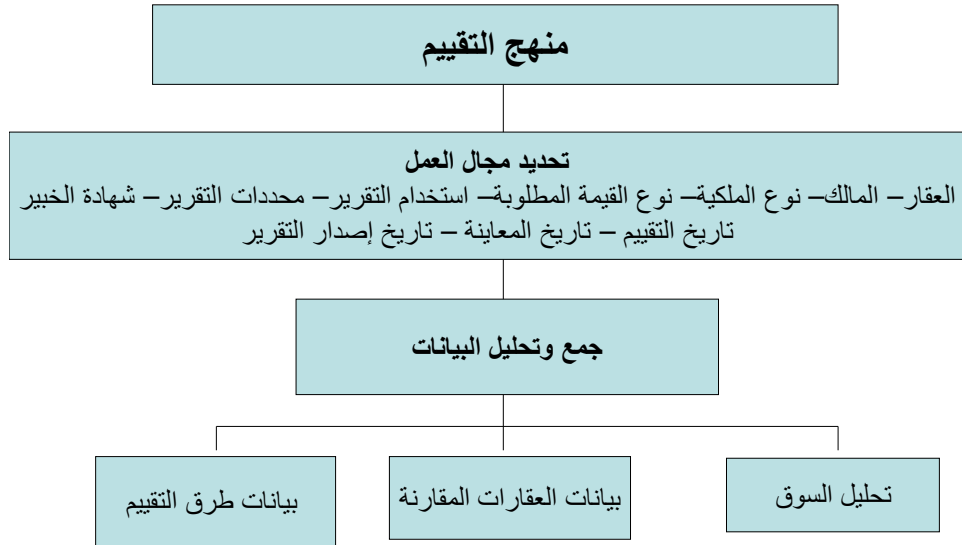 منهج التقييم
تحديد مجال العمل
العقار– المالك– نوع الملكية– نوع القيمة المطلوبة– استخدام التقرير– محددات التقرير– شهادة الخبير
تاريخ التقييم – تاريخ المعاينة – تاريخ إصدار التقرير
جمع وتحليل البيانات
تحليل السوق
بيانات العقارات المقارنة
بيانات طرق التقييم